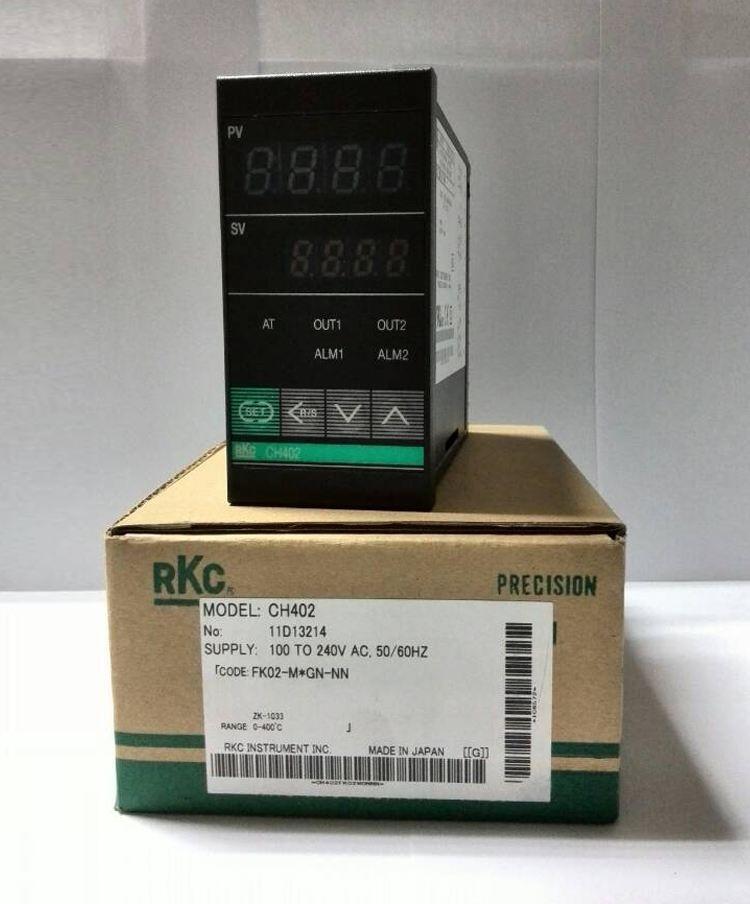 PV
SV
AT OUT1 OUT2
ALM1 ALM2
SET <R/S
RKC CH402
RKC®
PRECISION
MODEL: CH402
No: 11D13214
SUPPLY: 100 TO 240V AC, 50/60HZ
「CODE: FK02-M*GN-NN
ZK-1033
RANGE: 0-400℃ 」
RKC INSTRUMENT INC. MADE IN JAPAN [[G]]